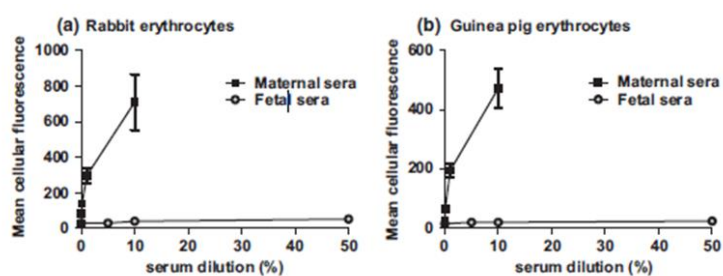 (a) Rabbit erythrocytes
Mean cellular fluorescence
1000
800
600
400
200
0
Maternal sera
Fetal sera
0 10 20 30 40 50
serum dilution (%)
(b) Guinea pig erythrocytes
Mean cellular fluorescence
600
400
200
0
Maternal sera
Fetal sera
0 10 20 30 40 50
serum dilution (%)